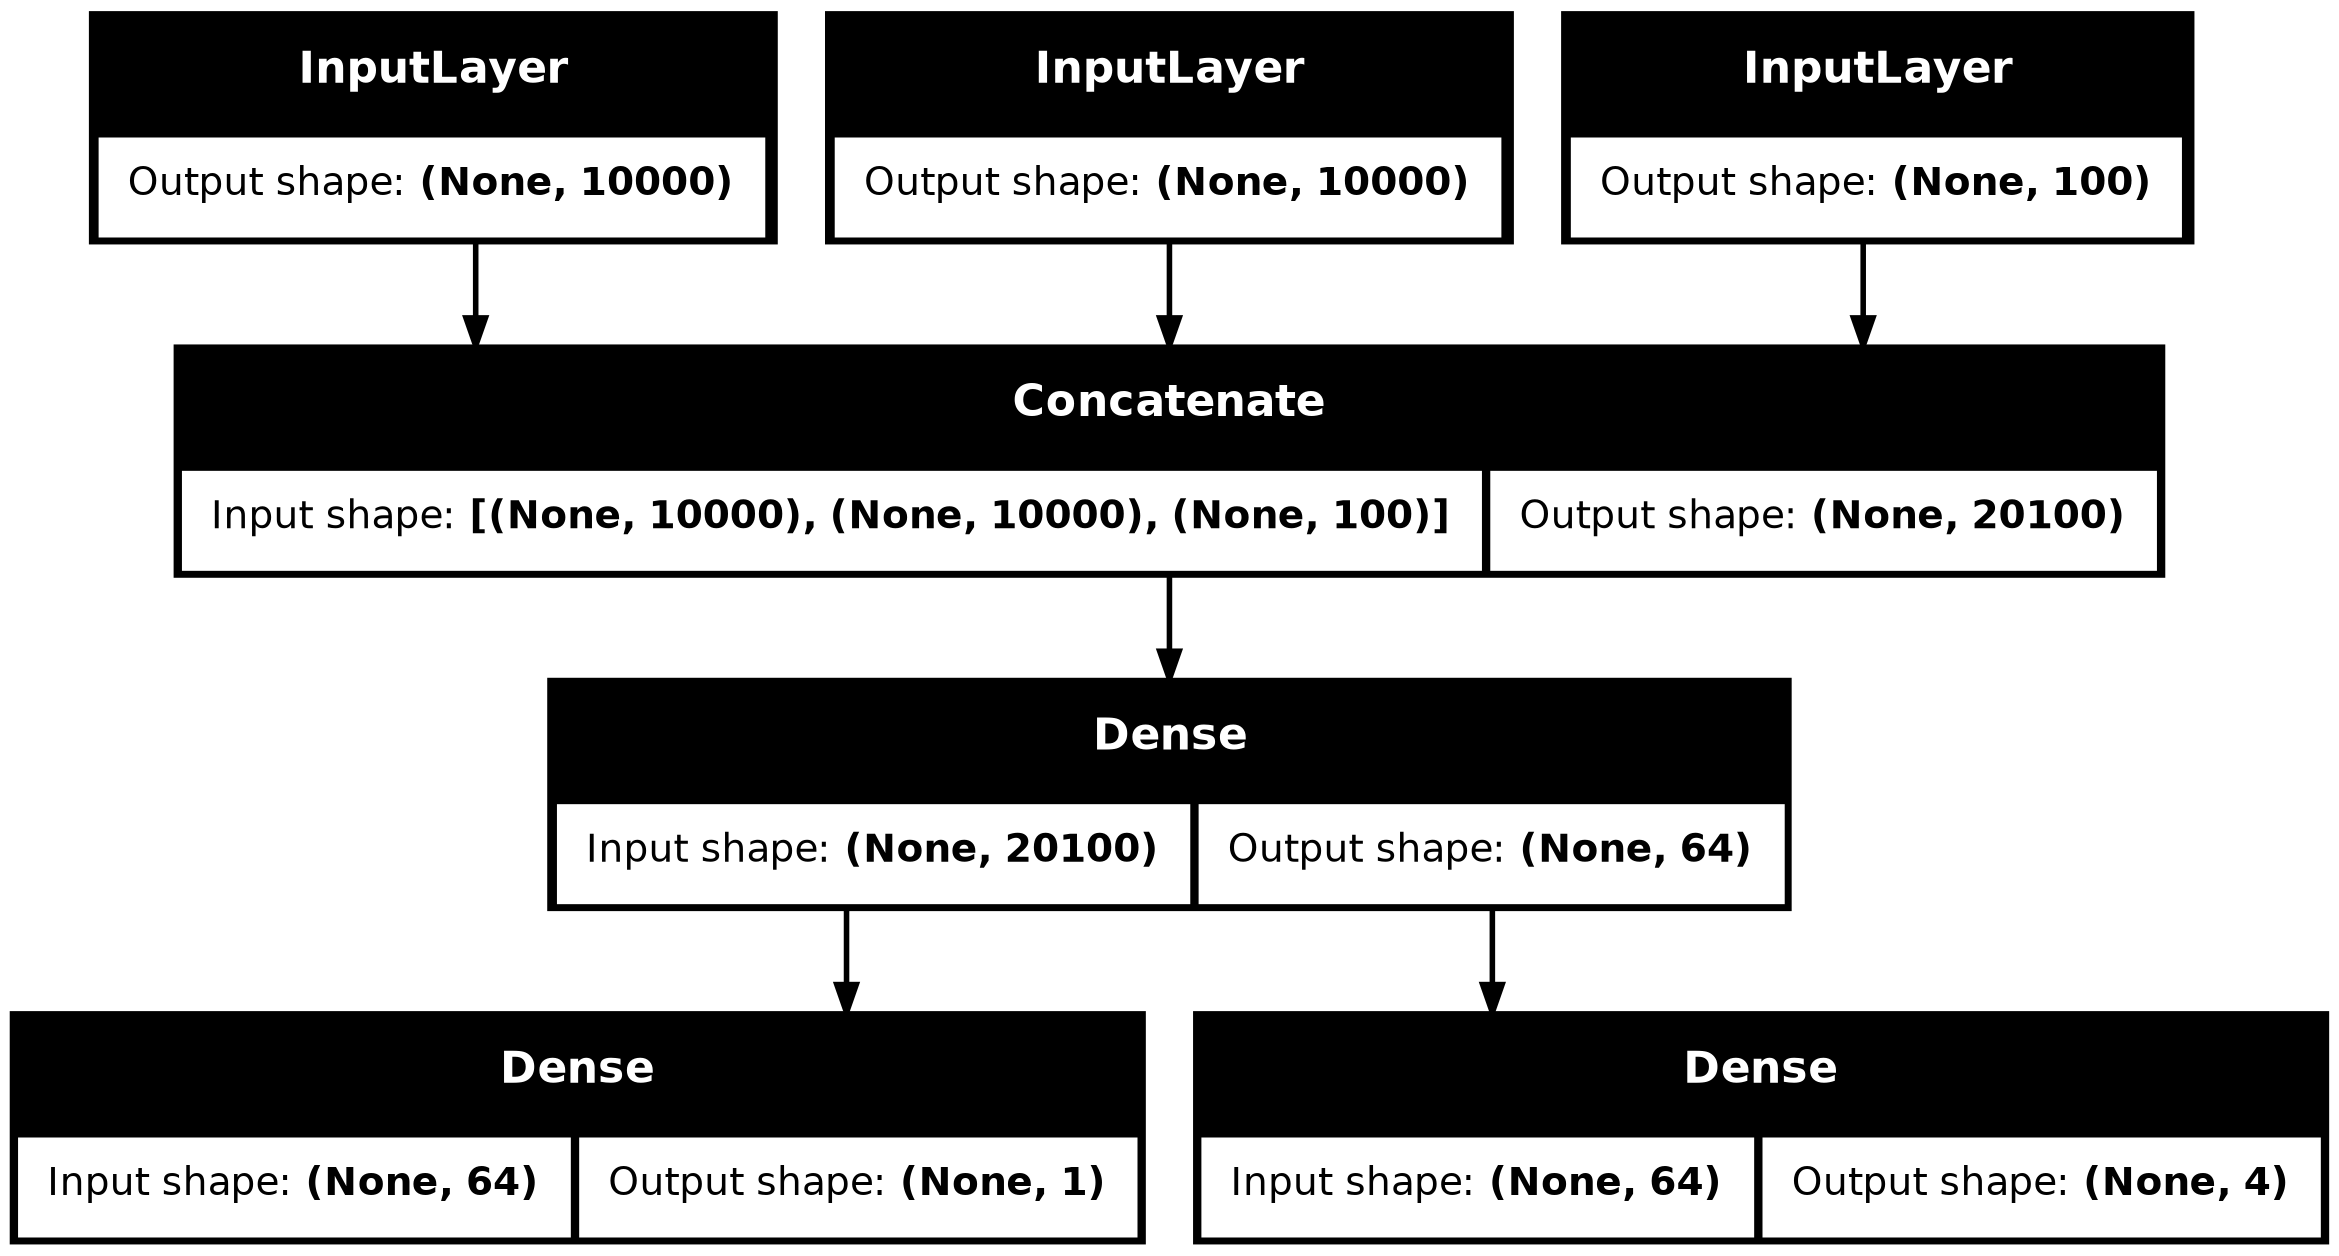 InputLayer
Output shape: (None, 10000)
InputLayer
Output shape: (None, 10000)
InputLayer
Output shape: (None, 100)
Concatenate
Input shape: [(None, 10000), (None, 10000), (None, 100)]
Output shape: (None, 20100)
Dense
Input shape: (None, 20100)
Output shape: (None, 64)
Dense
Input shape: (None, 64)
Output shape: (None, 1)
Dense
Input shape: (None, 64)
Output shape: (None, 4)